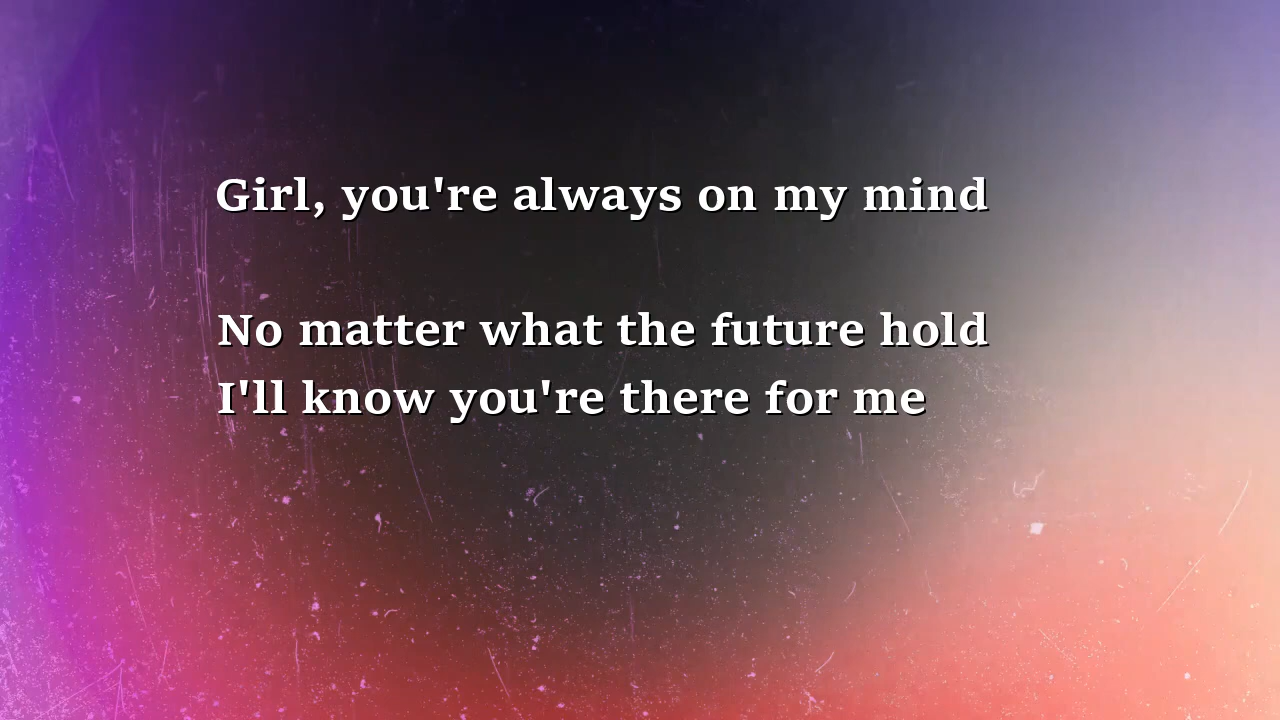 Girl, you're always on my mind
No matter what the future hold
I'll know you're there for me